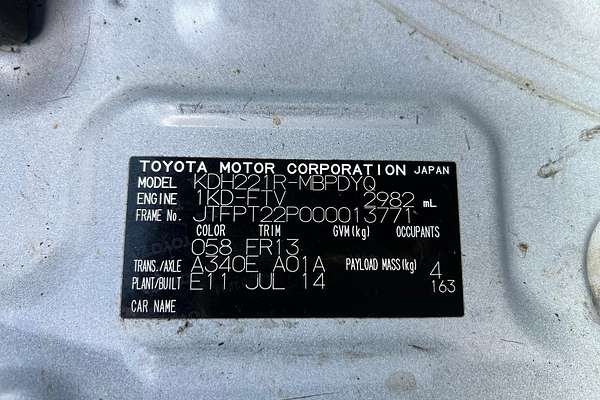 TOYOTA MOTOR CORPORATION JAPAN
MODEL KDH221R-MBPDYQ
ENGINE 1KD-FTV 2982 mL
FRAME No. JTFPT22P000013771
COLOR TRIM GVM(kg) OCCUPANTS
058 FR13
TRANS./AXLE A340E A01A PAYLOAD MASS(kg) 4
PLANT/BUILT E11 JUL 14 163
CAR NAME